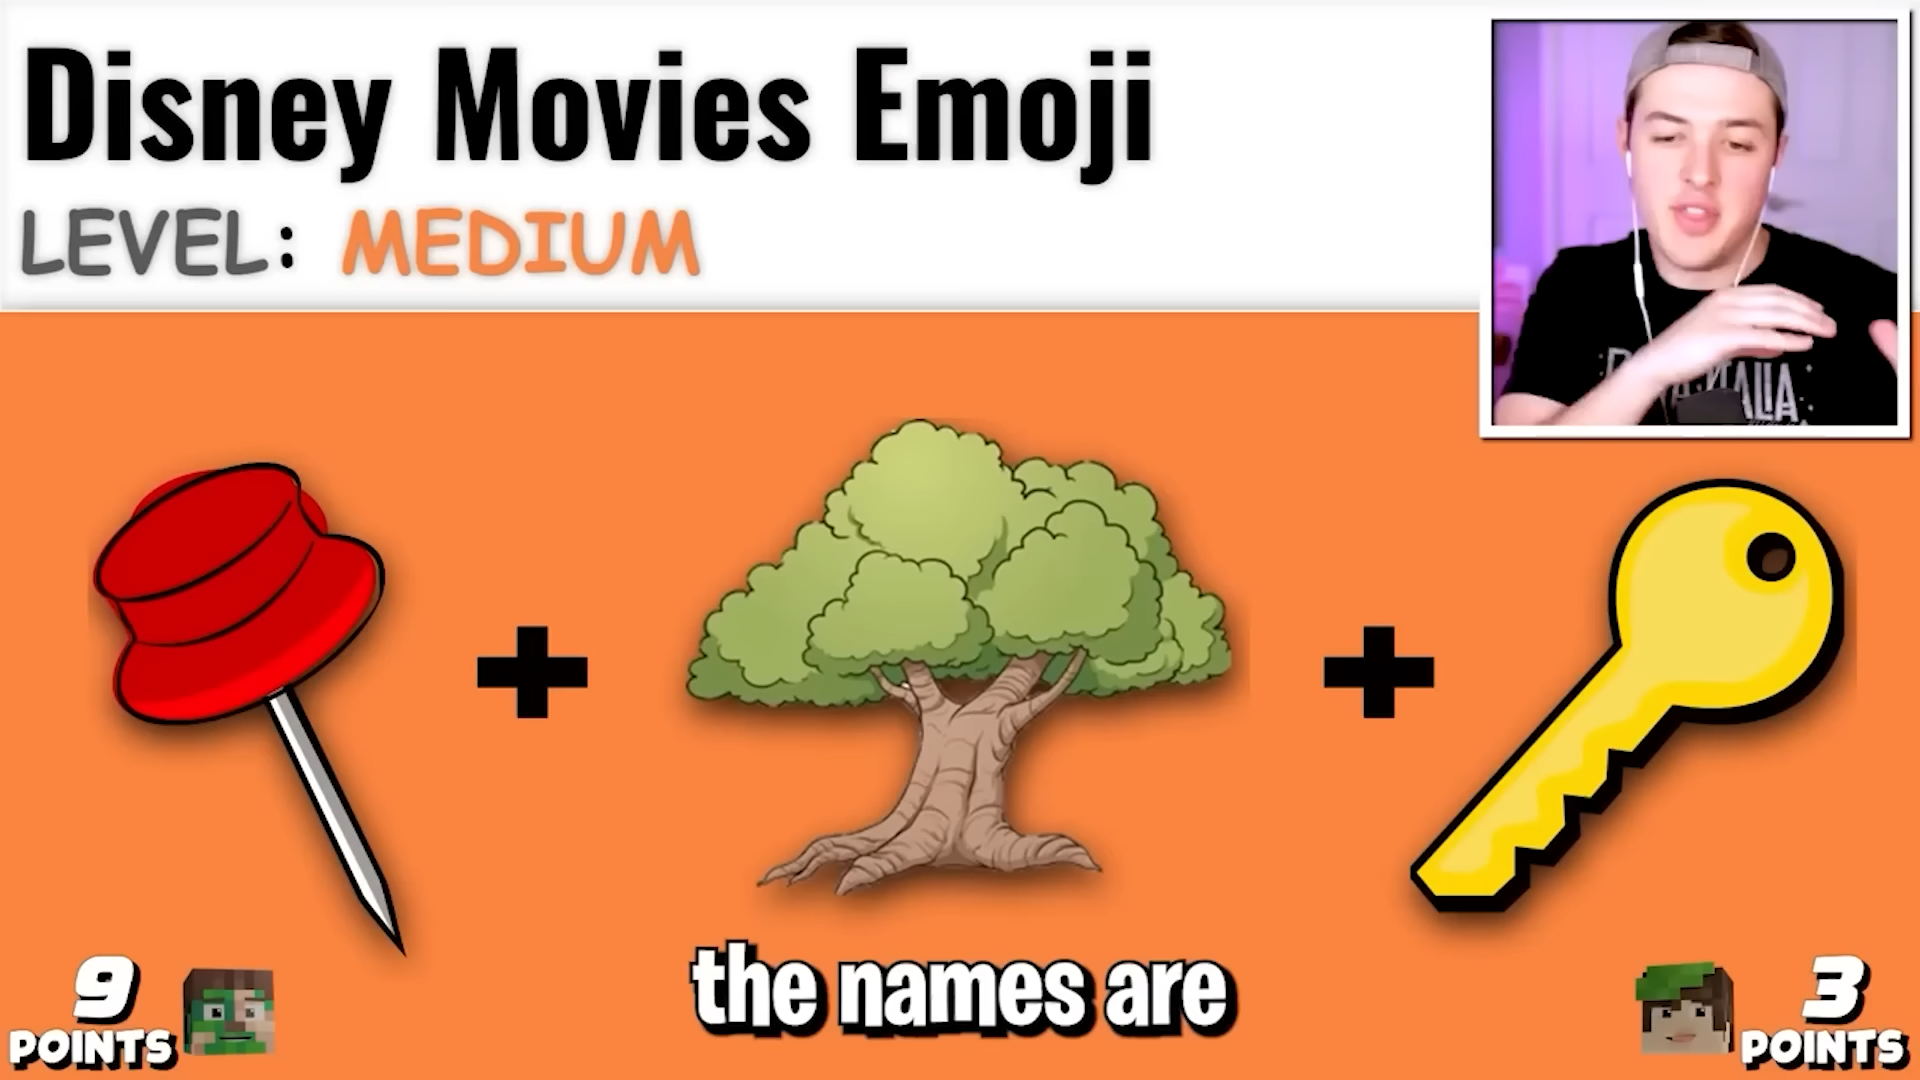 Disney Movies Emoji
LEVEL: MEDIUM
the names are
9
POINTS
3
POINTS